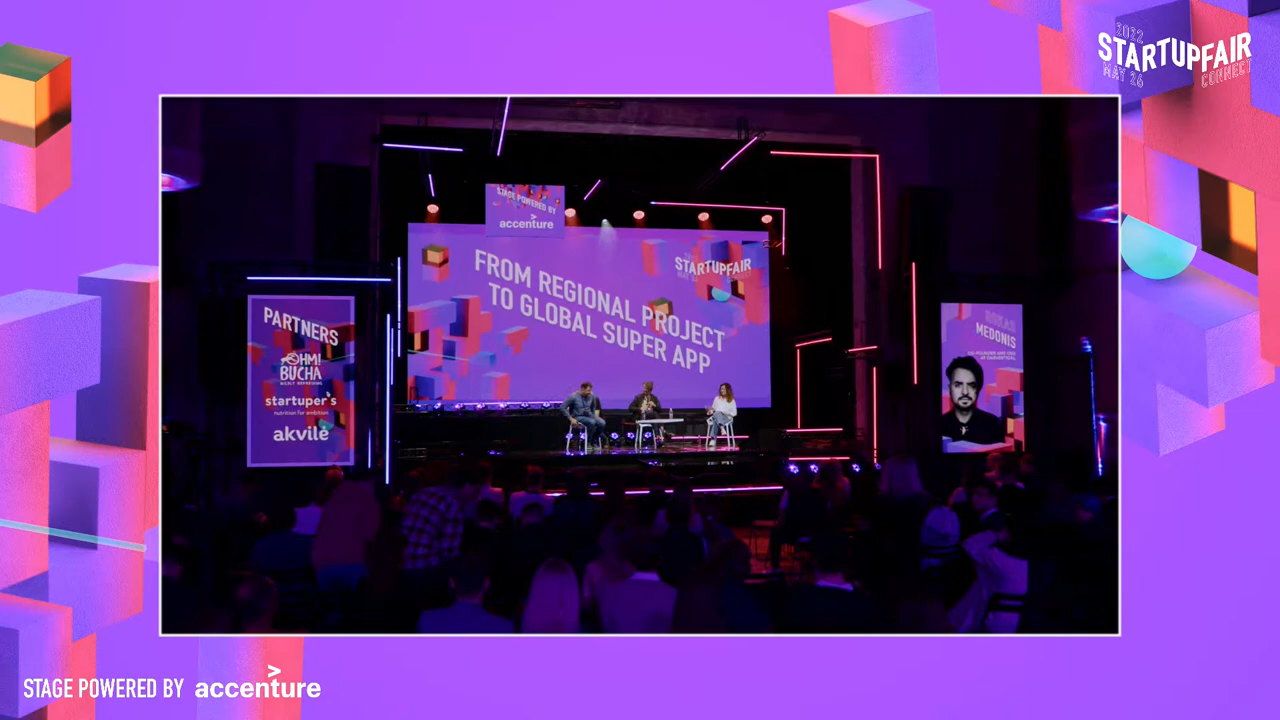 2022
STARTUPFAIR
MAY 26
CONNECT
STAGE POWERED BY
accenture
FROM REGIONAL PROJECT
TO GLOBAL SUPER APP
STARTUPFAIR
PARTNERS
OHM!
BUCHA
startuper's
nutrition for ambition
akvilė
MEDONIS
STAGE POWERED BY accenture